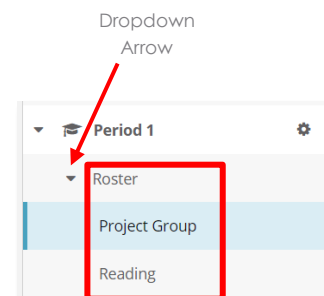 Dropdown
Arrow
Period 1
Roster
Project Group
Reading